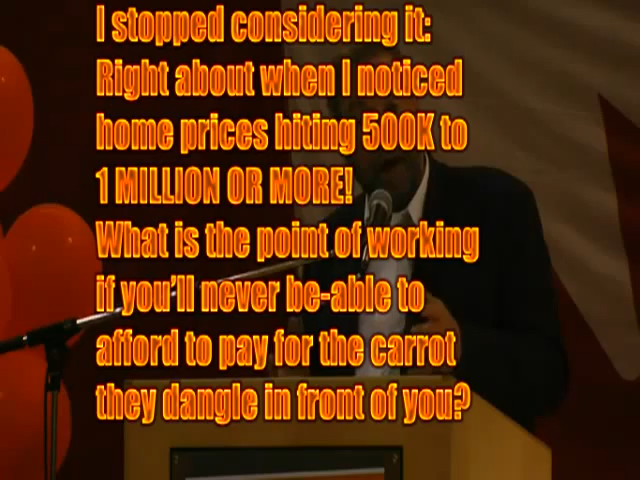 I stopped considering it:
Right about when I noticed
home prices hiting 500K to
1 MILLION OR MORE!
What is the point of working
if you'll never be-able to
afford to pay for the carrot
they dangle in front of you?